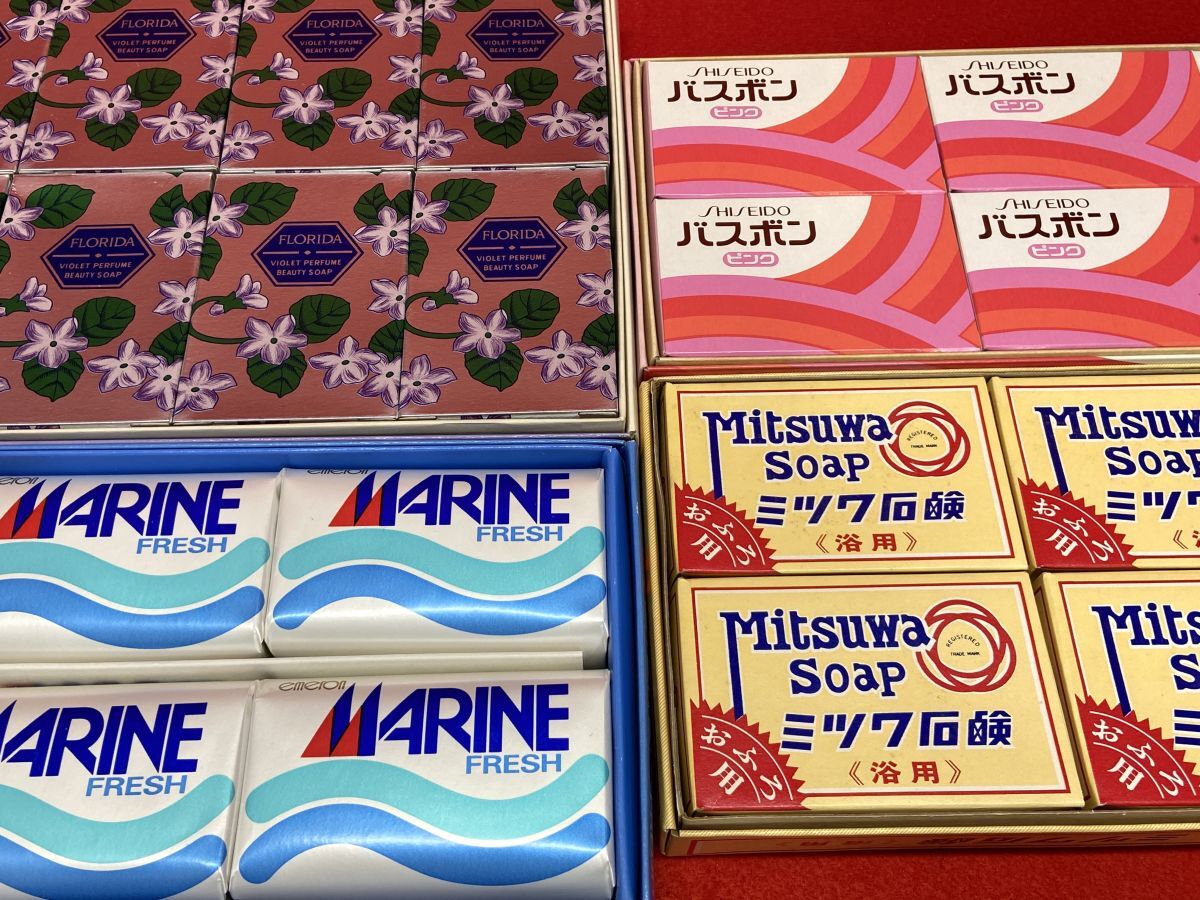 FLORIDA
VIOLET PERFUME
BEAUTY SOAP
FLORIDA
VIOLET PERFUME
BEAUTY SOAP
FLORIDA
VIOLET PERFUME
BEAUTY SOAP
FLORIDA
VIOLET PERFUME
BEAUTY SOAP
FLORIDA
VIOLET PERFUME
BEAUTY SOAP
FLORIDA
VIOLET PERFUME
BEAUTY SOAP
SHISEIDO
バスボン
ピンク
SHISEIDO
バスボン
ピンク
SHISEIDO
バスボン
ピンク
SHISEIDO
バスボン
ピンク
MARINE
FRESH
emeron
MARINE
FRESH
MARINE
FRESH
emeron
MARINE
FRESH
Mitsuwa
Soap
REGISTERED
TRADE MARK
ミツワ石鹸
《浴用》
おふろ
用
Mitsuw
Soap
ミツワ
《浴
おふろ
用
Mitsuwa
Soap
REGISTERED
TRADE MARK
ミツワ石鹸
《浴用》
おふろ
用
Mitsu
Soa
ミツ
おふろ
用